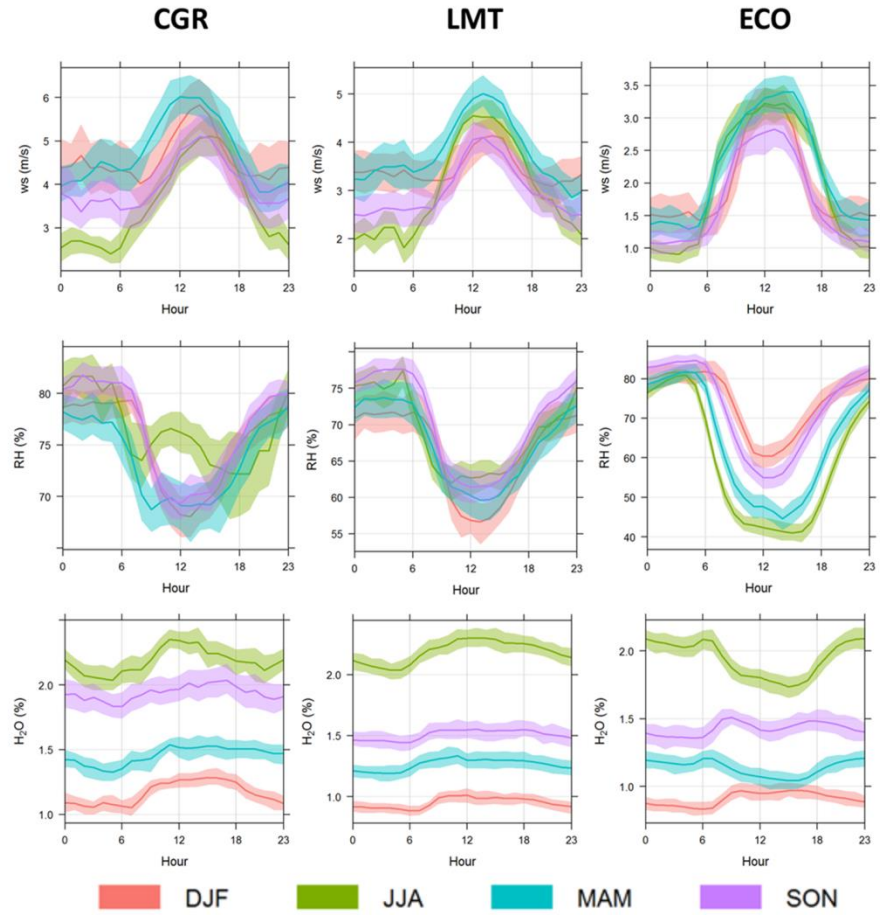 CGR LMT ECO
6
5
4
3
ws (m/s)
0 6 12 18 23
Hour
5
4
3
2
ws (m/s)
0 6 12 18 23
Hour
3.5
3.0
2.5
2.0
1.5
1.0
ws (m/s)
0 6 12 18 23
Hour
80
75
70
RH (%)
0 6 12 18 23
Hour
75
70
65
60
55
RH (%)
0 6 12 18 23
Hour
80
70
60
50
40
RH (%)
0 6 12 18 23
Hour
2.0
1.5
1.0
H₂O (%)
0 6 12 18 23
Hour
2.0
1.5
1.0
H₂O (%)
0 6 12 18 23
Hour
2.0
1.5
1.0
H₂O (%)
0 6 12 18 23
Hour
DJF JJA MAM SON